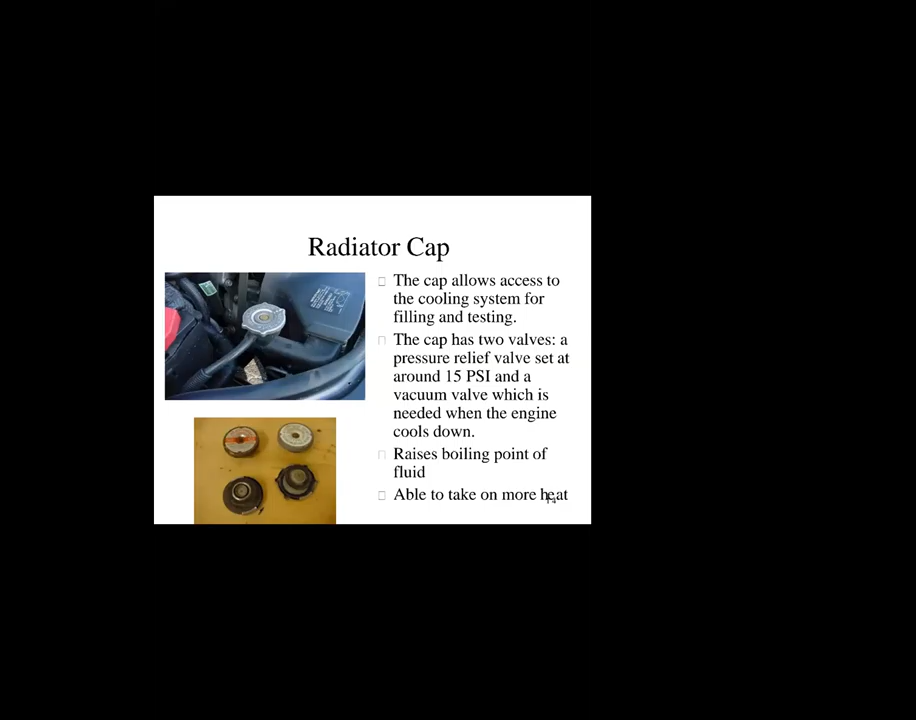 Radiator Cap
The cap allows access to
the cooling system for
filling and testing.
The cap has two valves: a
pressure relief valve set at
around 15 PSI and a
vacuum valve which is
needed when the engine
cools down.
Raises boiling point of
fluid
Able to take on more heat